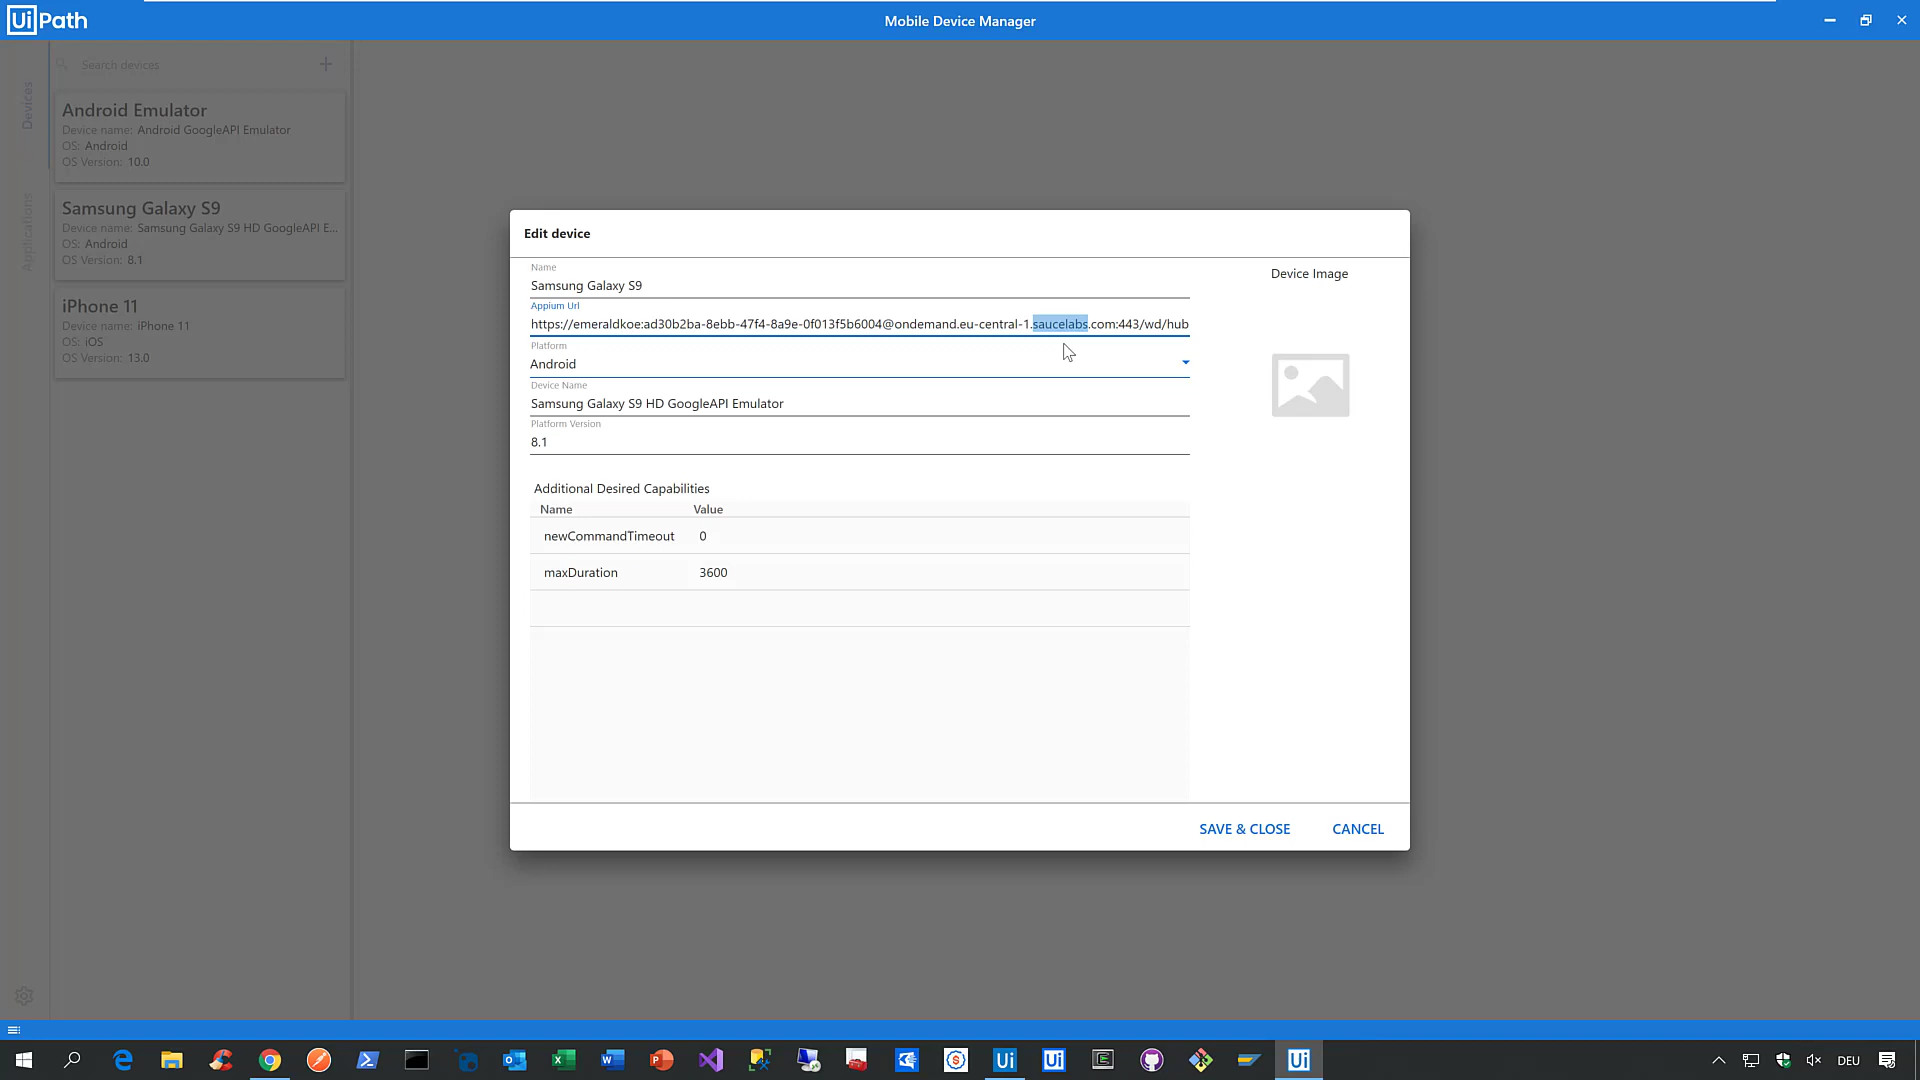 UiPath
Mobile Device Manager
Search devices
Devices
Applications
Android Emulator
Device name: Android GoogleAPI Emulator
OS: Android
OS Version: 10.0
Samsung Galaxy S9
Device name: Samsung Galaxy S9 HD GoogleAPI E...
OS: Android
OS Version: 8.1
iPhone 11
Device name: iPhone 11
OS: iOS
OS Version: 13.0
Edit device
Name
Samsung Galaxy S9
Appium Url
https://emeraldkoe:ad30b2ba-8ebb-47f4-8a9e-0f013f5b6004@ondemand.eu-central-1.saucelabs.com:443/wd/hub
Platform
Android
Device Name
Samsung Galaxy S9 HD GoogleAPI Emulator
Platform Version
8.1
Device Image
Additional Desired Capabilities
Name Value
newCommandTimeout 0
maxDuration 3600
SAVE & CLOSE CANCEL
DEU